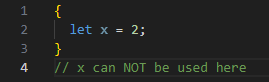 1 {
2   let x = 2;
3 }
4 // x can NOT be used here